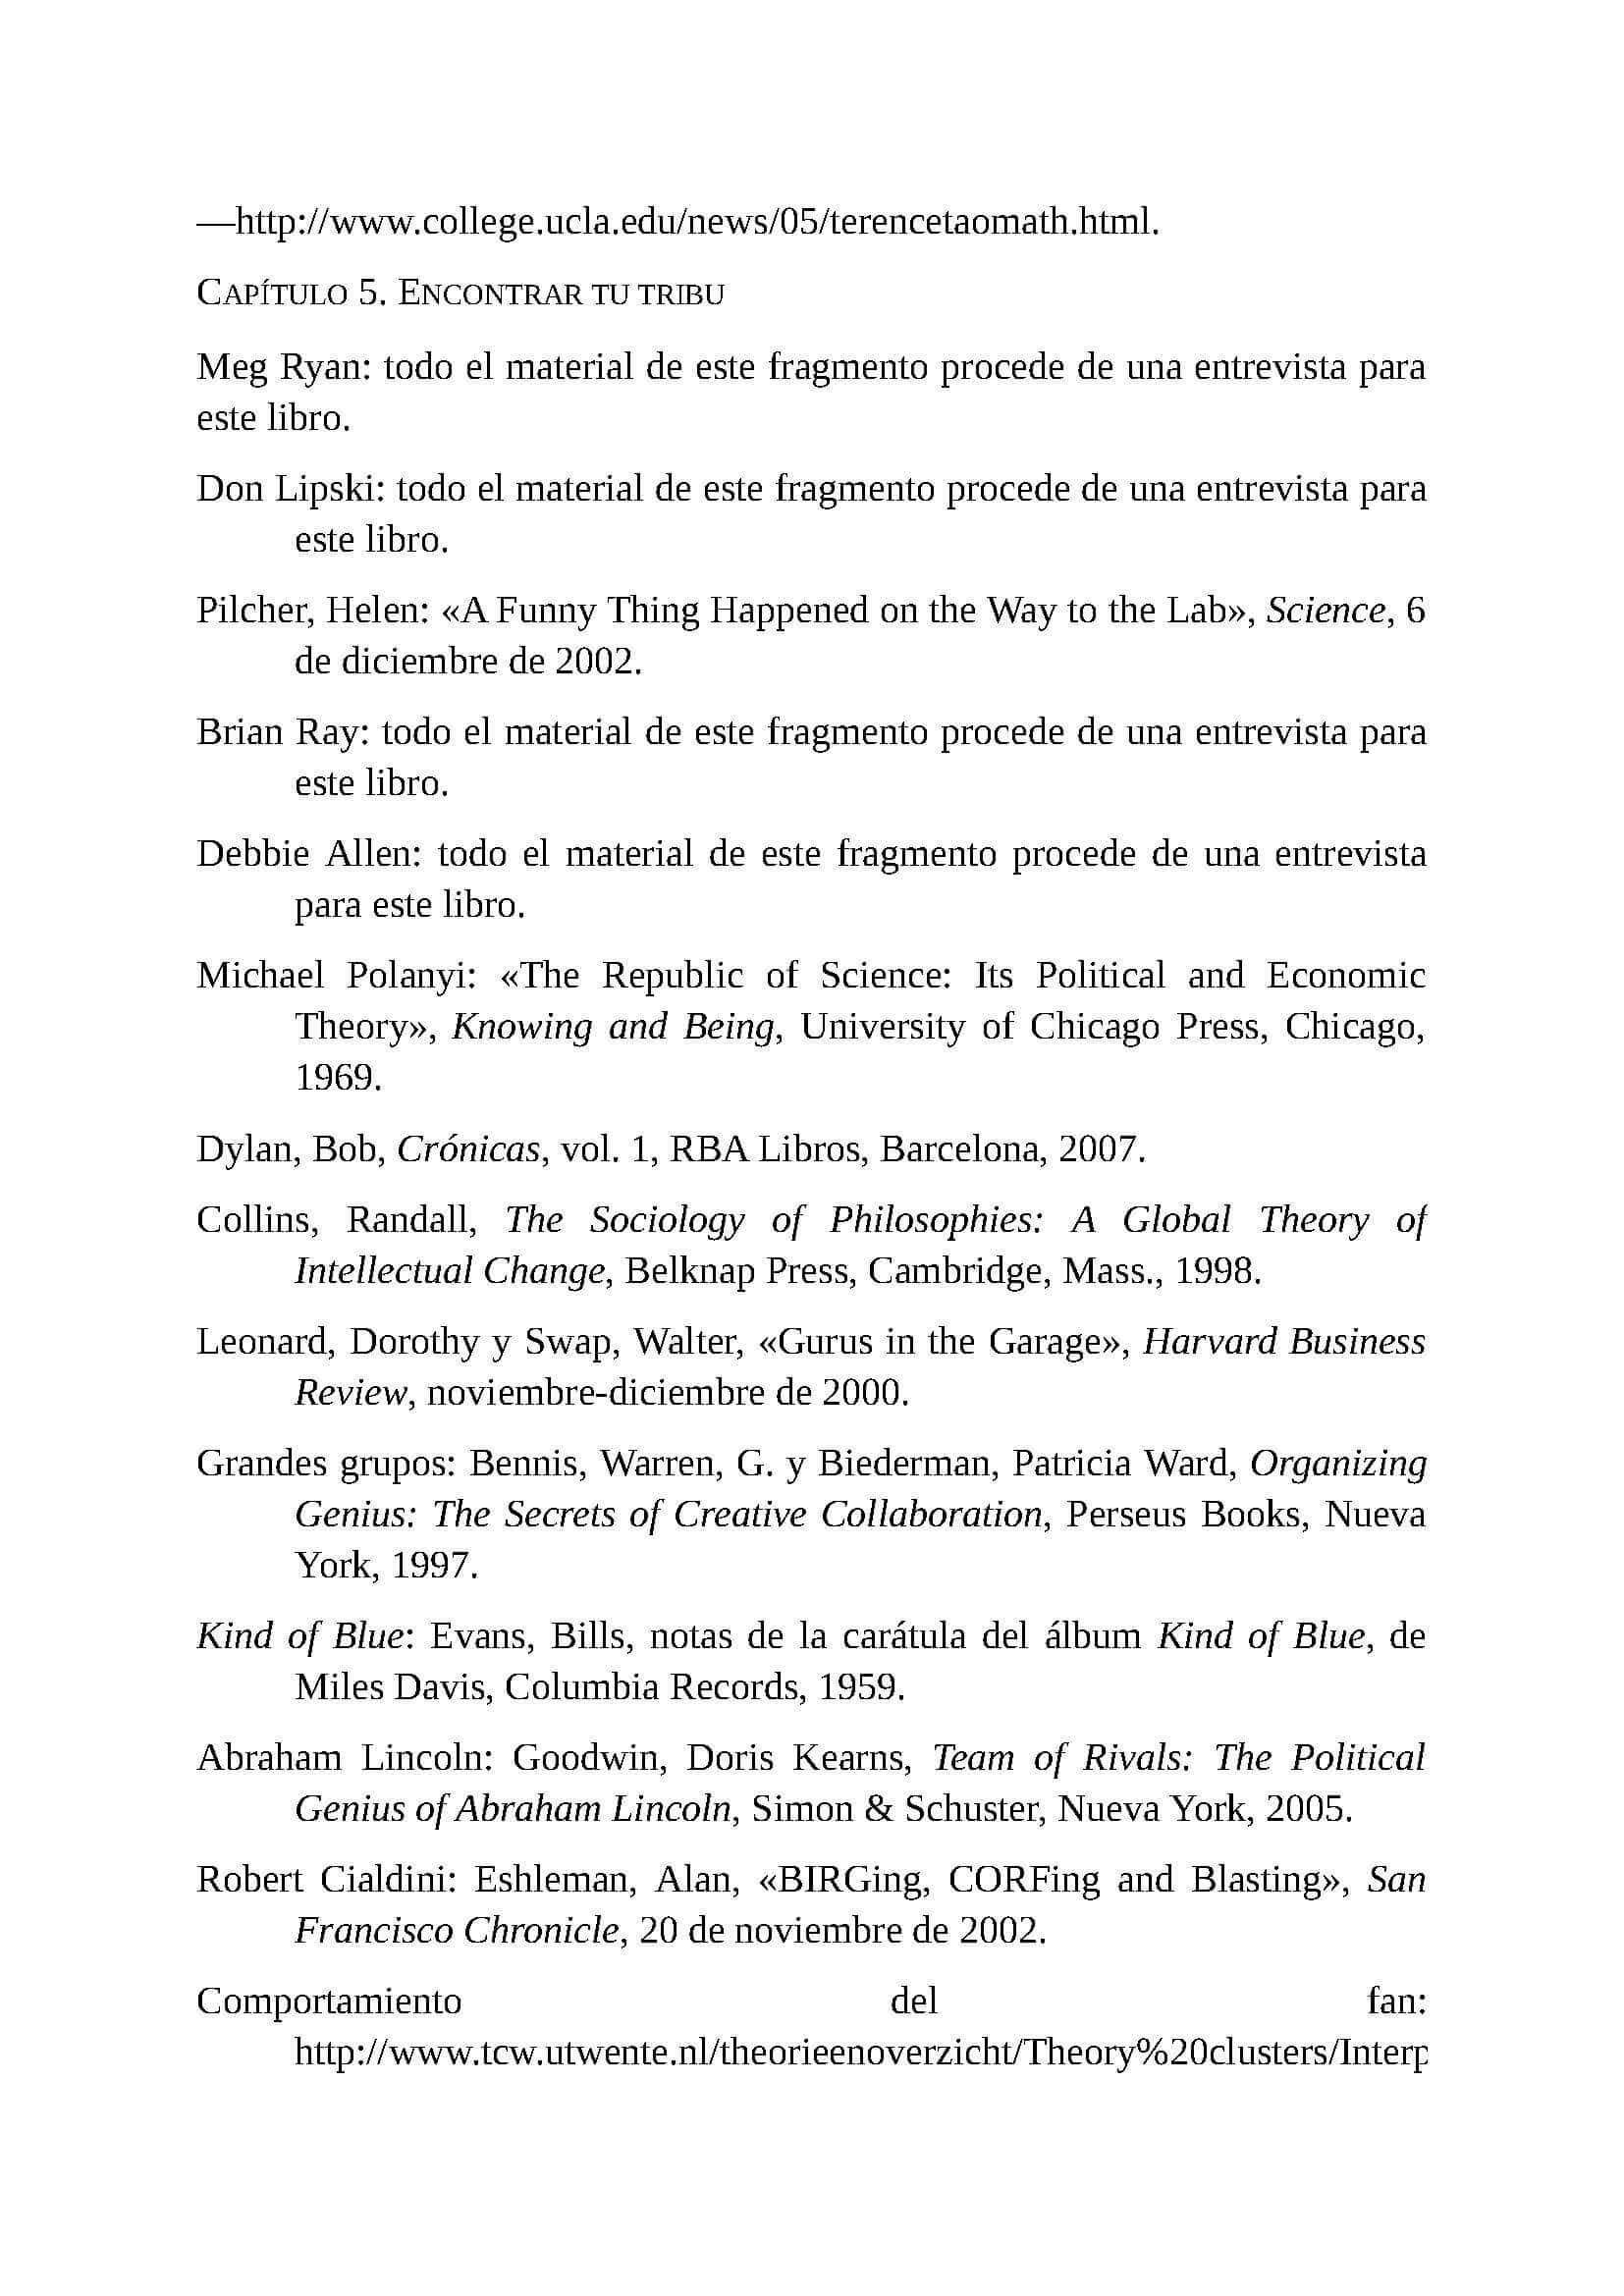 —http://www.college.ucla.edu/news/05/terencetaomath.html.
CAPÍTULO 5. ENCONTRAR TU TRIBU
Meg Ryan: todo el material de este fragmento procede de una entrevista para
este libro.
Don Lipski: todo el material de este fragmento procede de una entrevista para
este libro.
Pilcher, Helen: «A Funny Thing Happened on the Way to the Lab», Science, 6
de diciembre de 2002.
Brian Ray: todo el material de este fragmento procede de una entrevista para
este libro.
Debbie Allen: todo el material de este fragmento procede de una entrevista
para este libro.
Michael Polanyi: «The Republic of Science: Its Political and Economic
Theory», Knowing and Being, University of Chicago Press, Chicago,
1969.
Dylan, Bob, Crónicas, vol. 1, RBA Libros, Barcelona, 2007.
Collins, Randall, The Sociology of Philosophies: A Global Theory of
Intellectual Change, Belknap Press, Cambridge, Mass., 1998.
Leonard, Dorothy y Swap, Walter, «Gurus in the Garage», Harvard Business
Review, noviembre-diciembre de 2000.
Grandes grupos: Bennis, Warren, G. y Biederman, Patricia Ward, Organizing
Genius: The Secrets of Creative Collaboration, Perseus Books, Nueva
York, 1997.
Kind of Blue: Evans, Bills, notas de la carátula del álbum Kind of Blue, de
Miles Davis, Columbia Records, 1959.
Abraham Lincoln: Goodwin, Doris Kearns, Team of Rivals: The Political
Genius of Abraham Lincoln, Simon & Schuster, Nueva York, 2005.
Robert Cialdini: Eshleman, Alan, «BIRGing, CORFing and Blasting», San
Francisco Chronicle, 20 de noviembre de 2002.
Comportamiento del fan:
http://www.tcw.utwente.nl/theorieenoverzicht/Theory%20clusters/Interp